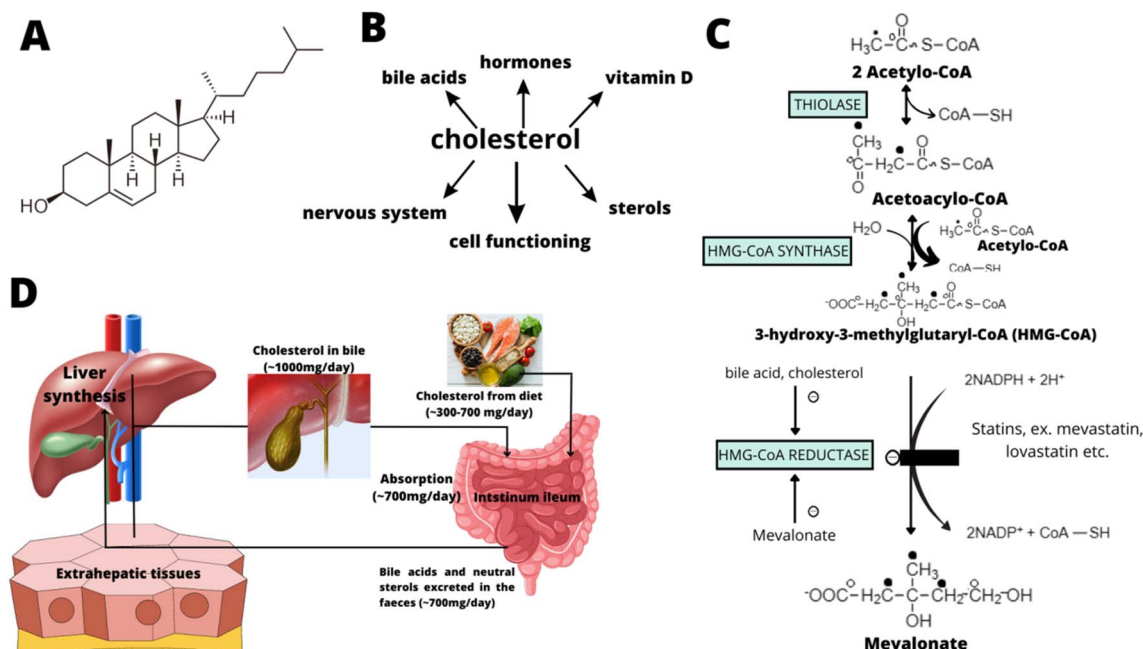 A
HO
H
H
H
H
B
hormones
bile acids
vitamin D
cholesterol
nervous system
sterols
cell functioning
C
H₃C—C~S—CoA
O
2 Acetylo-CoA
THIOLASE
CoA—SH
CH₃
C—H₂C—C~S—CoA
O
O
Acetoacylo-CoA
H₂O
O
H₃C—C~S—CoA
Acetylo-CoA
HMG-CoA SYNTHASE
CoA—SH
CH₃
O
⁻OOC—H₂C—C—H₂C—C~S—CoA
OH
3-hydroxy-3-methylglutaryl-CoA (HMG-CoA)
bile acid, cholesterol
2NADPH + 2H⁺
Statins, ex. mevastatin,
lovastatin etc.
HMG-CoA REDUCTASE
Mevalonate
2NADP⁺ + CoA—SH
CH₃
⁻OOC—H₂C—C—CH₂-CH₂-OH
OH
Mevalonate
D
Liver
synthesis
Cholesterol in bile
(~1000mg/day)
Cholesterol from diet
(~300-700 mg/day)
Absorption
(~700mg/day)
Intstinum ileum
Extrahepatic tissues
Bile acids and neutral
sterols excreted in the
faeces (~700mg/day)